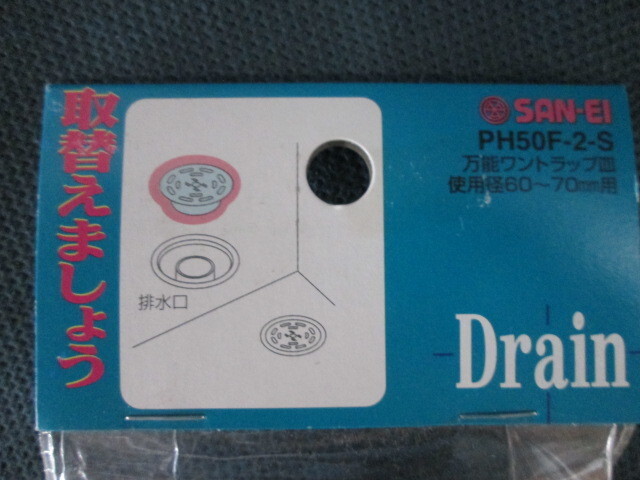 取替えましょう
SAN-EI
PH50F-2-S
万能ワントラップ皿
使用径60〜70mm用
排水口
Drain